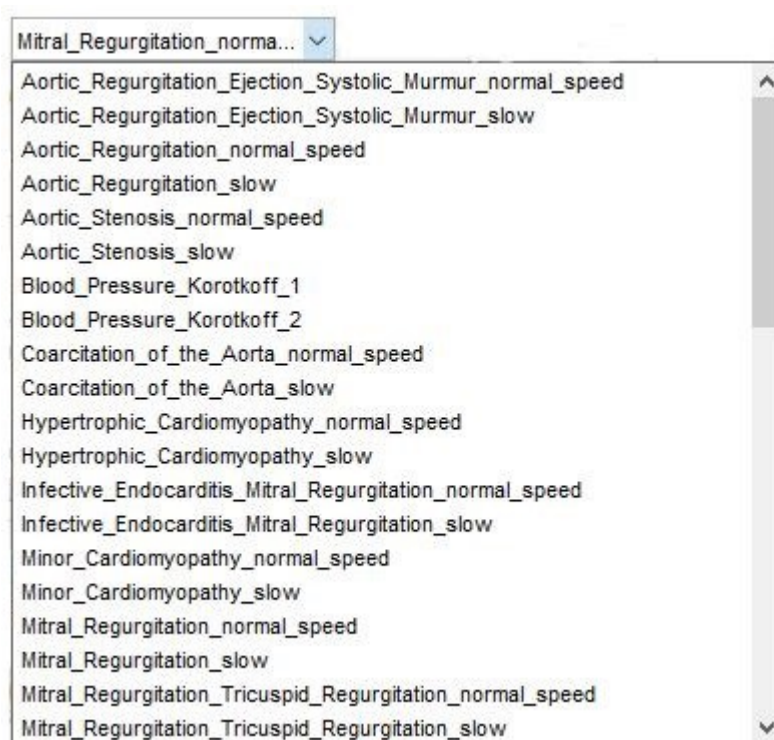 Mitral_Regurgitation_norma...
Aortic_Regurgitation_Ejection_Systolic_Murmur_normal_speed
Aortic_Regurgitation_Ejection_Systolic_Murmur_slow
Aortic_Regurgitation_normal_speed
Aortic_Regurgitation_slow
Aortic_Stenosis_normal_speed
Aortic_Stenosis_slow
Blood_Pressure_Korotkoff_1
Blood_Pressure_Korotkoff_2
Coarcitation_of_the_Aorta_normal_speed
Coarcitation_of_the_Aorta_slow
Hypertrophic_Cardiomyopathy_normal_speed
Hypertrophic_Cardiomyopathy_slow
Infective_Endocarditis_Mitral_Regurgitation_normal_speed
Infective_Endocarditis_Mitral_Regurgitation_slow
Minor_Cardiomyopathy_normal_speed
Minor_Cardiomyopathy_slow
Mitral_Regurgitation_normal_speed
Mitral_Regurgitation_slow
Mitral_Regurgitation_Tricuspid_Regurgitation_normal_speed
Mitral_Regurgitation_Tricuspid_Regurgitation_slow